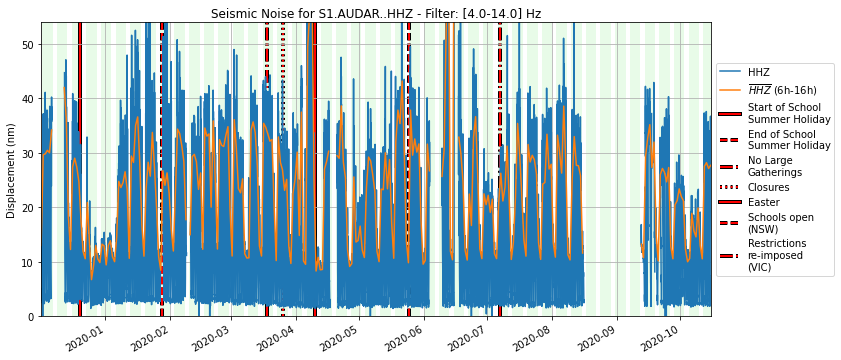 Seismic Noise for S1.AUDAR..HHZ - Filter: [4.0-14.0] Hz
Displacement (nm)
50
40
30
20
10
0
2020-01
2020-02
2020-03
2020-04
2020-05
2020-06
2020-07
2020-08
2020-09
2020-10
HHZ
HHZ (6h-16h)
Start of School
Summer Holiday
End of School
Summer Holiday
No Large
Gatherings
Closures
Easter
Schools open
(NSW)
Restrictions
re-imposed
(VIC)